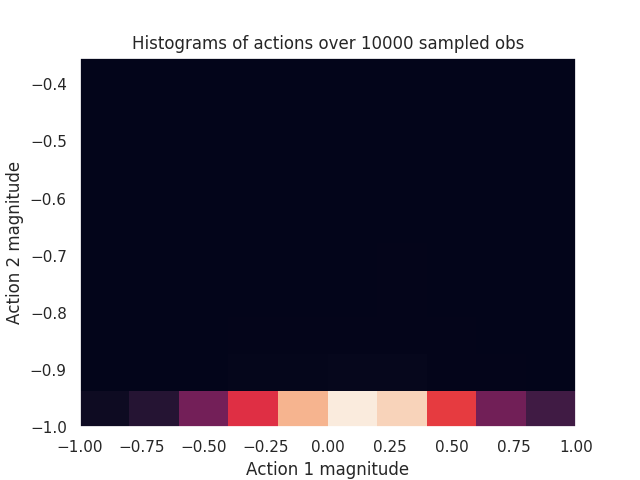 Histograms of actions over 10000 sampled obs
Action 2 magnitude
−0.4
−0.5
−0.6
−0.7
−0.8
−0.9
−1.0
−1.00 −0.75 −0.50 −0.25 0.00 0.25 0.50 0.75 1.00
Action 1 magnitude